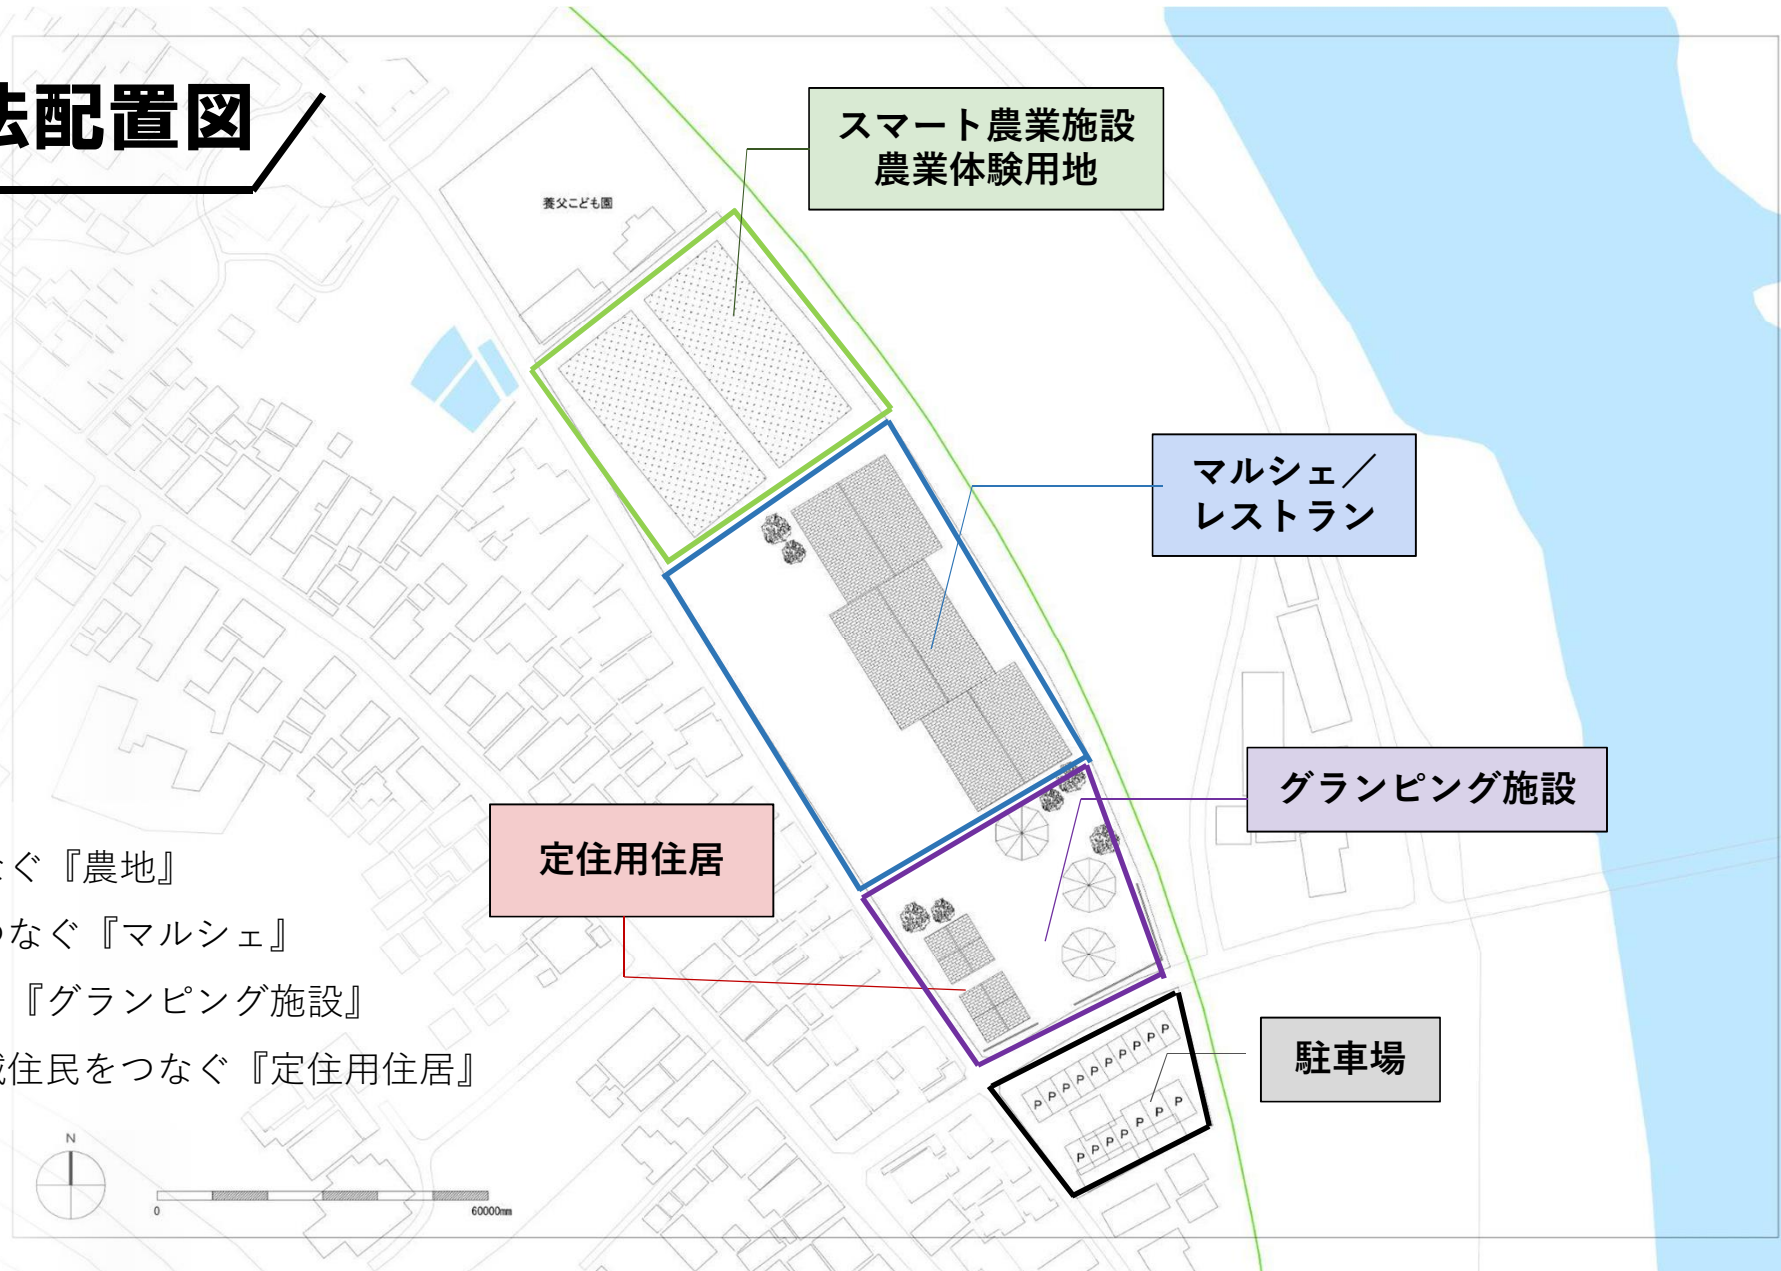 法配置図
スマート農業施設
農業体験用地
養父こども園
マルシェ／
レストラン
グランピング施設
定住用住居
なぐ『農地』
つなぐ『マルシェ』
『グランピング施設』
域住民をつなぐ『定住用住居』
駐車場
P P P P P P P P P P
P P P P P P P
N
0 60000mm